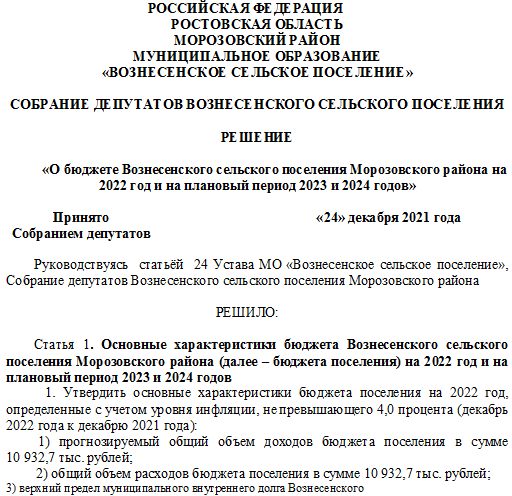 РОССИЙСКАЯ ФЕДЕРАЦИЯ
РОСТОВСКАЯ ОБЛАСТЬ
МОРОЗОВСКИЙ РАЙОН
МУНИЦИПАЛЬНОЕ ОБРАЗОВАНИЕ
«ВОЗНЕСЕНСКОЕ СЕЛЬСКОЕ ПОСЕЛЕНИЕ»
СОБРАНИЕ ДЕПУТАТОВ ВОЗНЕСЕНСКОГО СЕЛЬСКОГО ПОСЕЛЕНИЯ
РЕШЕНИЕ
«О бюджете Вознесенского сельского поселения Морозовского района на
2022 год и на плановый период 2023 и 2024 годов»
Принято «24» декабря 2021 года
Собранием депутатов
Руководствуясь статьёй 24 Устава МО «Вознесенское сельское поселение»,
Собрание депутатов Вознесенского сельского поселения Морозовского района
РЕШИЛО:
Статья 1. Основные характеристики бюджета Вознесенского сельского
поселения Морозовского района (далее – бюджета поселения) на 2022 год и на
плановый период 2023 и 2024 годов
1. Утвердить основные характеристики бюджета поселения на 2022 год,
определенные с учетом уровня инфляции, не превышающего 4,0 процента (декабрь
2022 года к декабрю 2021 года):
1) прогнозируемый общий объем доходов бюджета поселения в сумме
10 932,7 тыс. рублей;
2) общий объем расходов бюджета поселения в сумме 10 932,7 тыс. рублей;
3) верхний предел муниципального внутреннего долга Вознесенского